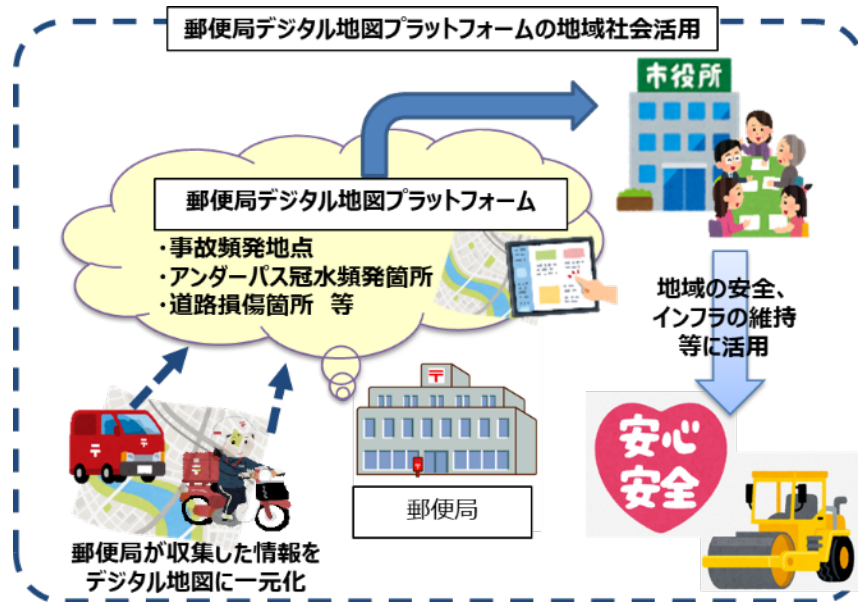 郵便局デジタル地図プラットフォームの地域社会活用
市役所
郵便局デジタル地図プラットフォーム
・事故頻発地点
・アンダーパス冠水頻発箇所
・道路損傷箇所 等
地域の安全、
インフラの維持
等に活用
安心
安全
郵便局
郵便局が収集した情報を
デジタル地図に一元化